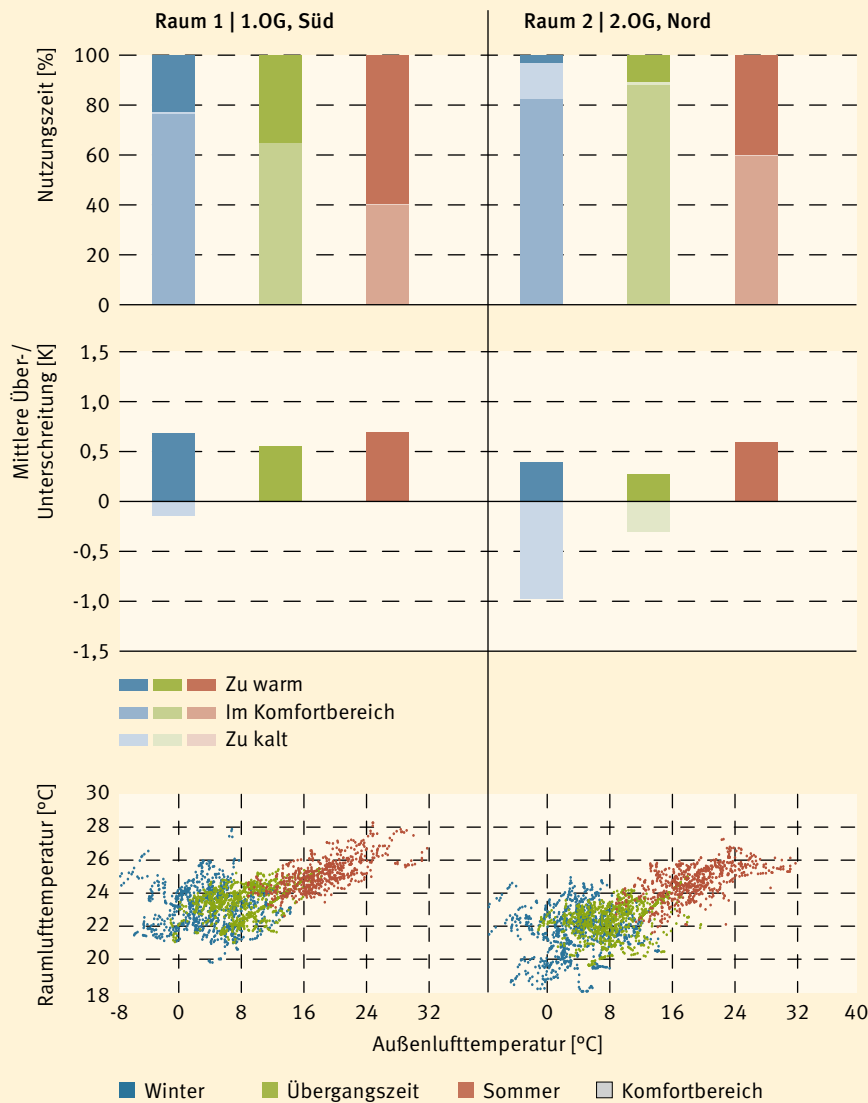 Raum 1 | 1.OG, Süd
Raum 2 | 2.OG, Nord
Nutzungszeit [%]
100
80
60
40
20
0
Mittlere Über-/
Unterschreitung [K]
1,5
1,0
0,5
0
-0,5
-1,0
-1,5
Zu warm
Im Komfortbereich
Zu kalt
Raumlufttemperatur [°C]
30
28
26
24
22
20
18
-8 0 8 16 24 32 0 8 16 24 32 40
Außenlufttemperatur [°C]
Winter Übergangszeit Sommer Komfortbereich